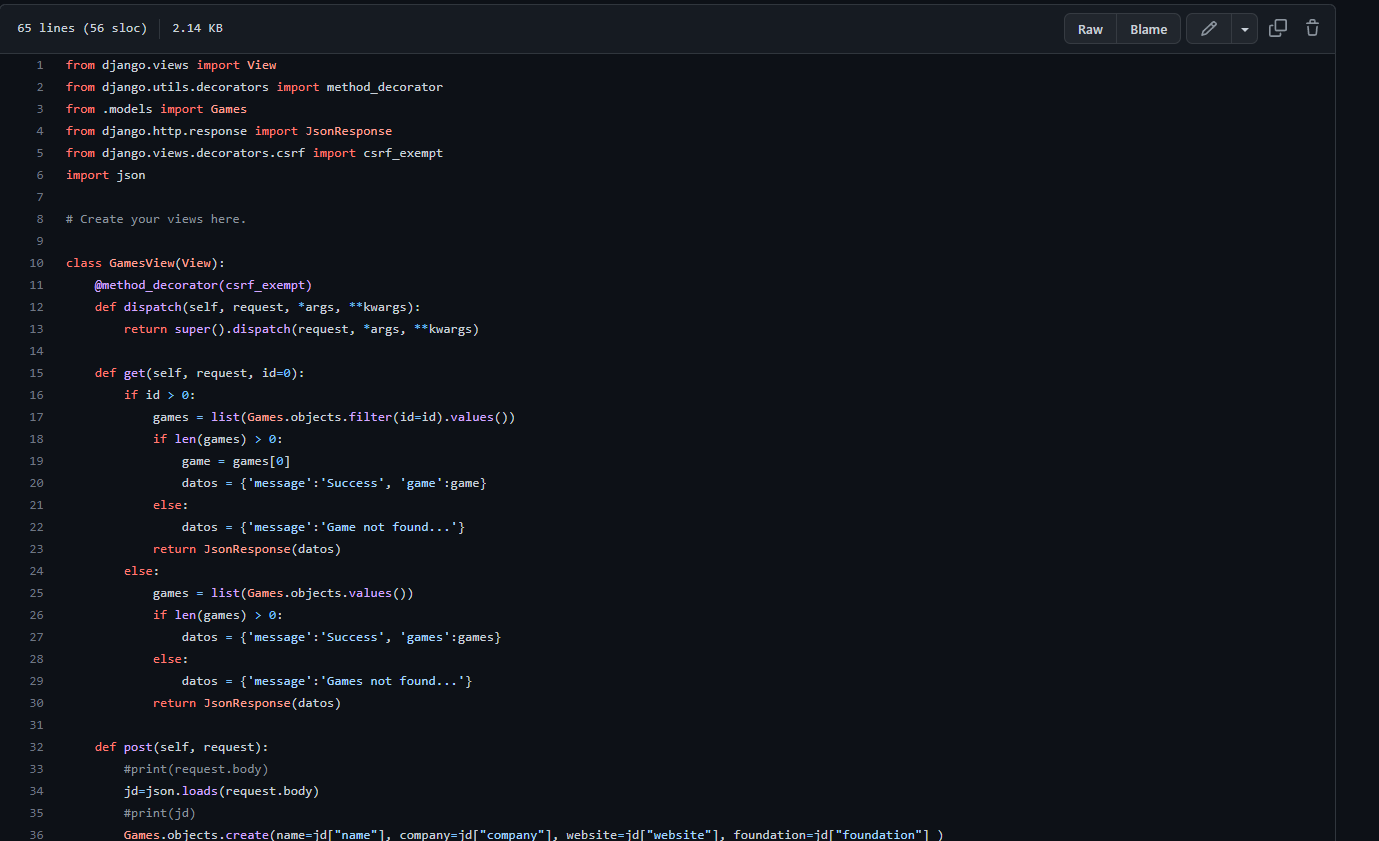 65 lines (56 sloc) 2.14 KB Raw Blame
1 from django.views import View
2 from django.utils.decorators import method_decorator
3 from .models import Games
4 from django.http.response import JsonResponse
5 from django.views.decorators.csrf import csrf_exempt
6 import json
7
8 # Create your views here.
9
10 class GamesView(View):
11     @method_decorator(csrf_exempt)
12     def dispatch(self, request, *args, **kwargs):
13         return super().dispatch(request, *args, **kwargs)
14
15     def get(self, request, id=0):
16         if id > 0:
17             games = list(Games.objects.filter(id=id).values())
18             if len(games) > 0:
19                 game = games[0]
20                 datos = {'message':'Success', 'game':game}
21             else:
22                 datos = {'message':'Game not found...'}
23             return JsonResponse(datos)
24         else:
25             games = list(Games.objects.values())
26             if len(games) > 0:
27                 datos = {'message':'Success', 'games':games}
28             else:
29                 datos = {'message':'Games not found...'}
30             return JsonResponse(datos)
31
32     def post(self, request):
33         #print(request.body)
34         jd=json.loads(request.body)
35         #print(jd)
36         Games.objects.create(name=jd["name"], company=jd["company"], website=jd["website"], foundation=jd["foundation"] )